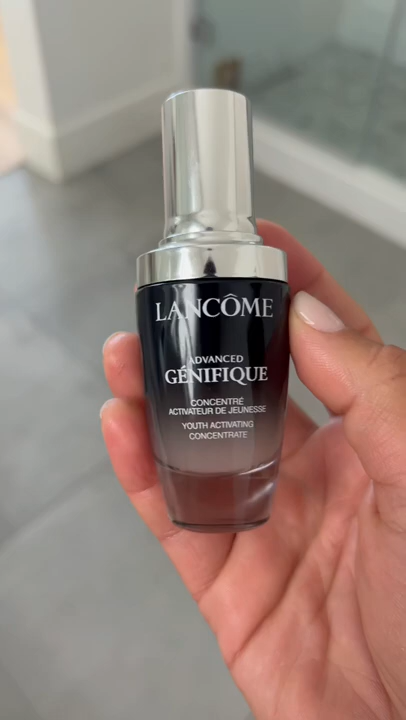 LANCÔME
ADVANCED
GÉNIFIQUE
CONCENTRÉ
ACTIVATEUR DE JEUNESSE
YOUTH ACTIVATING
CONCENTRATE